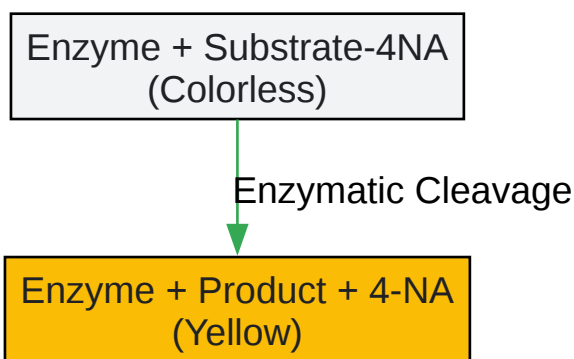 Enzyme + Substrate-4NA
(Colorless)
Enzymatic Cleavage
Enzyme + Product + 4-NA
(Yellow)